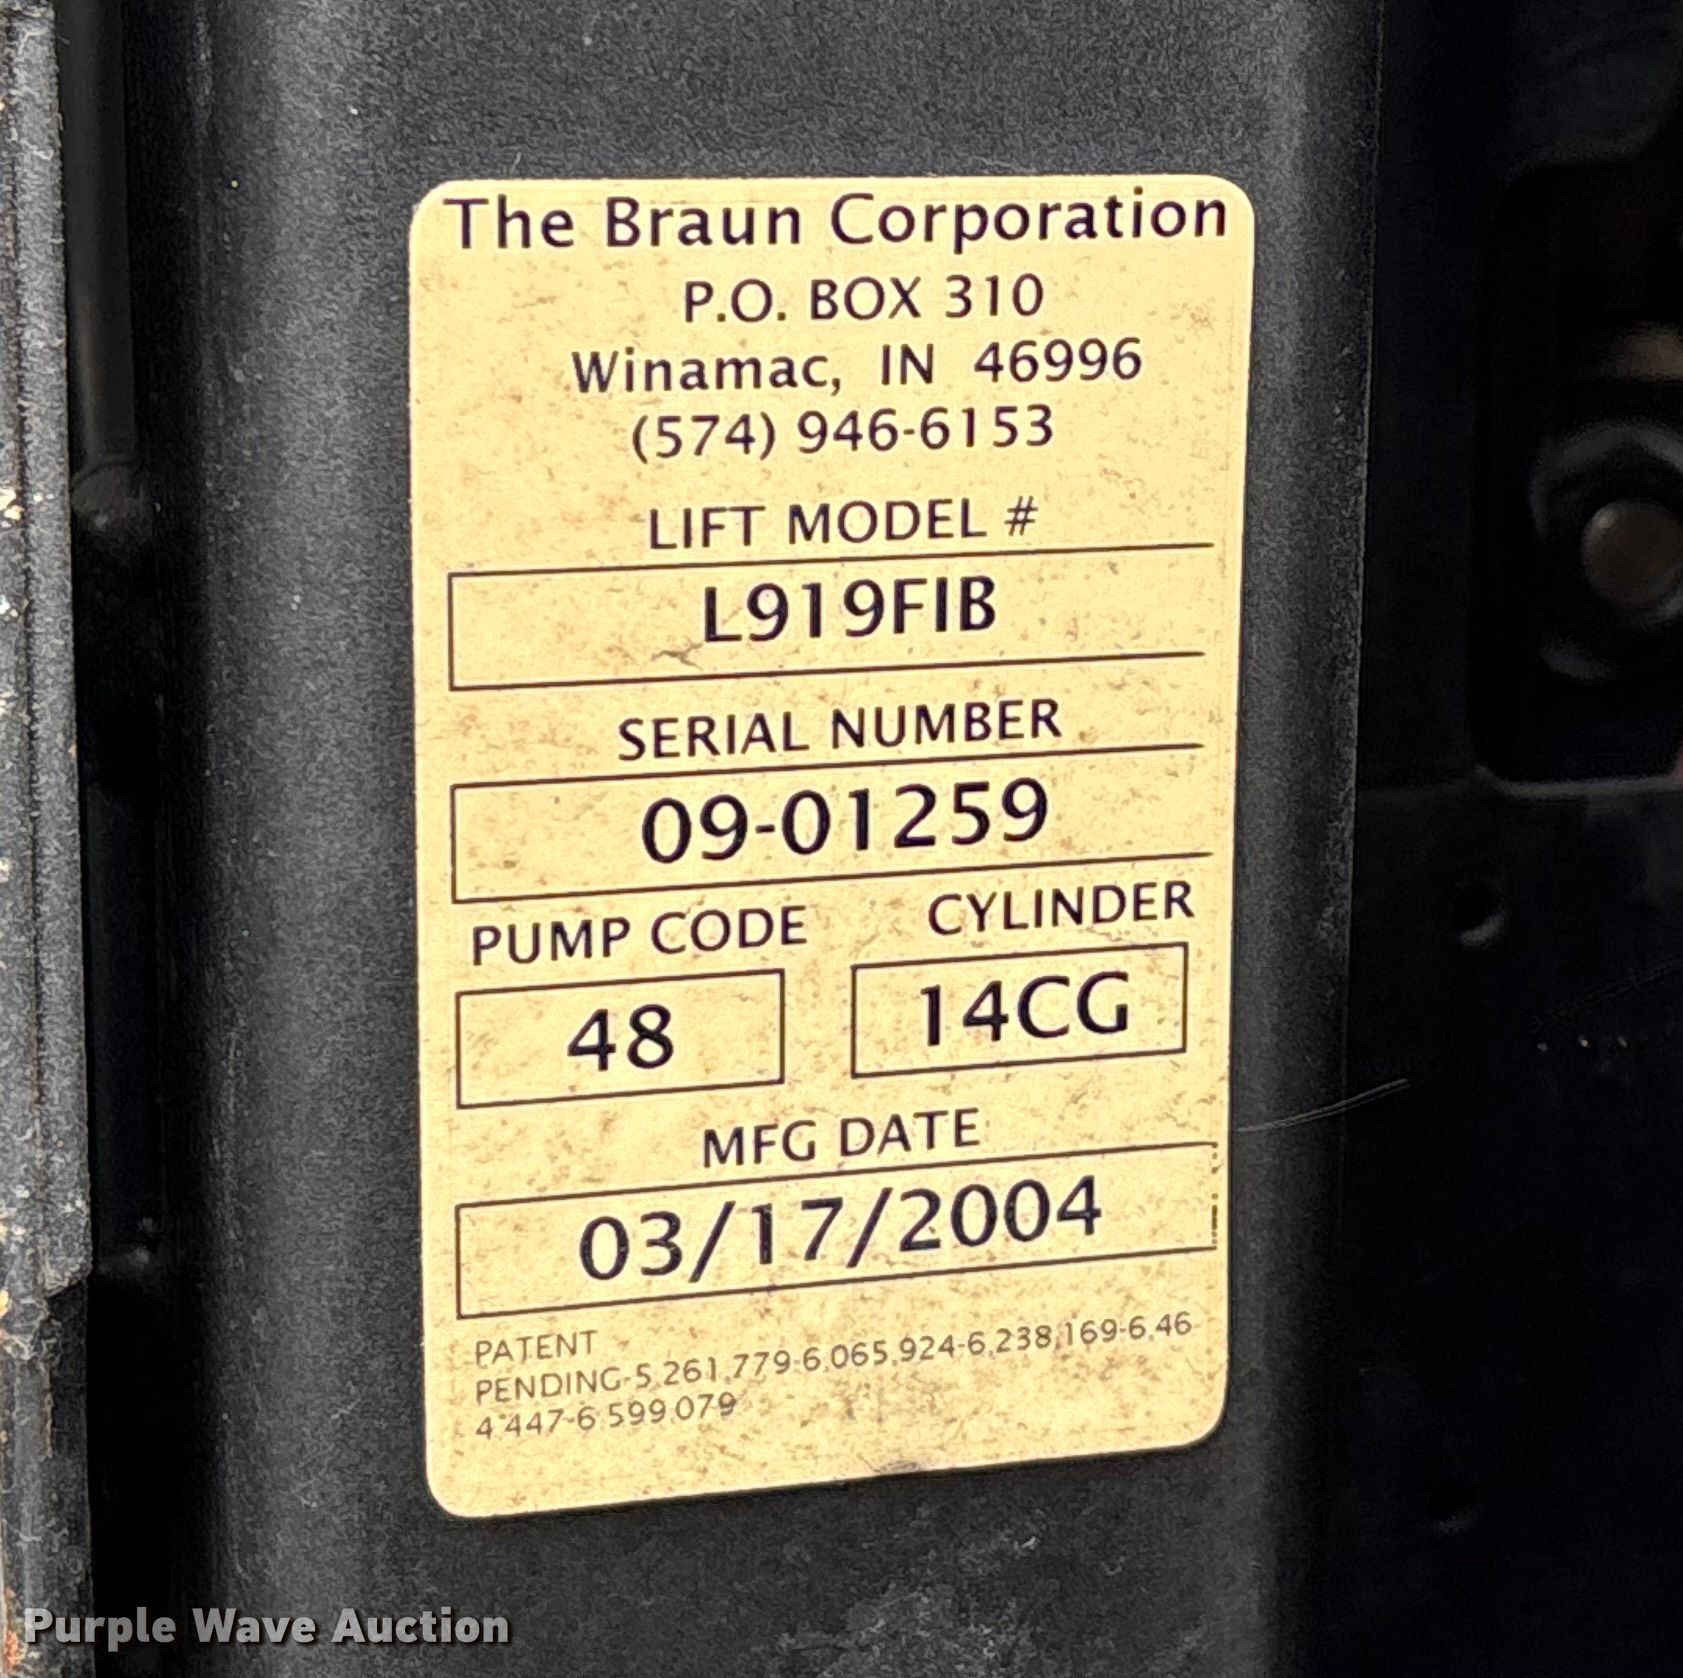 The Braun Corporation
P.O. BOX 310
Winamac, IN 46996
(574) 946-6153
LIFT MODEL #
L919FIB
SERIAL NUMBER
09-01259
PUMP CODE CYLINDER
48 14CG
MFG DATE
03/17/2004
PATENT
PENDING-5,261,779-6,065,924-6,238,169-6,46
4,447-6,599,079
Purple Wave Auction